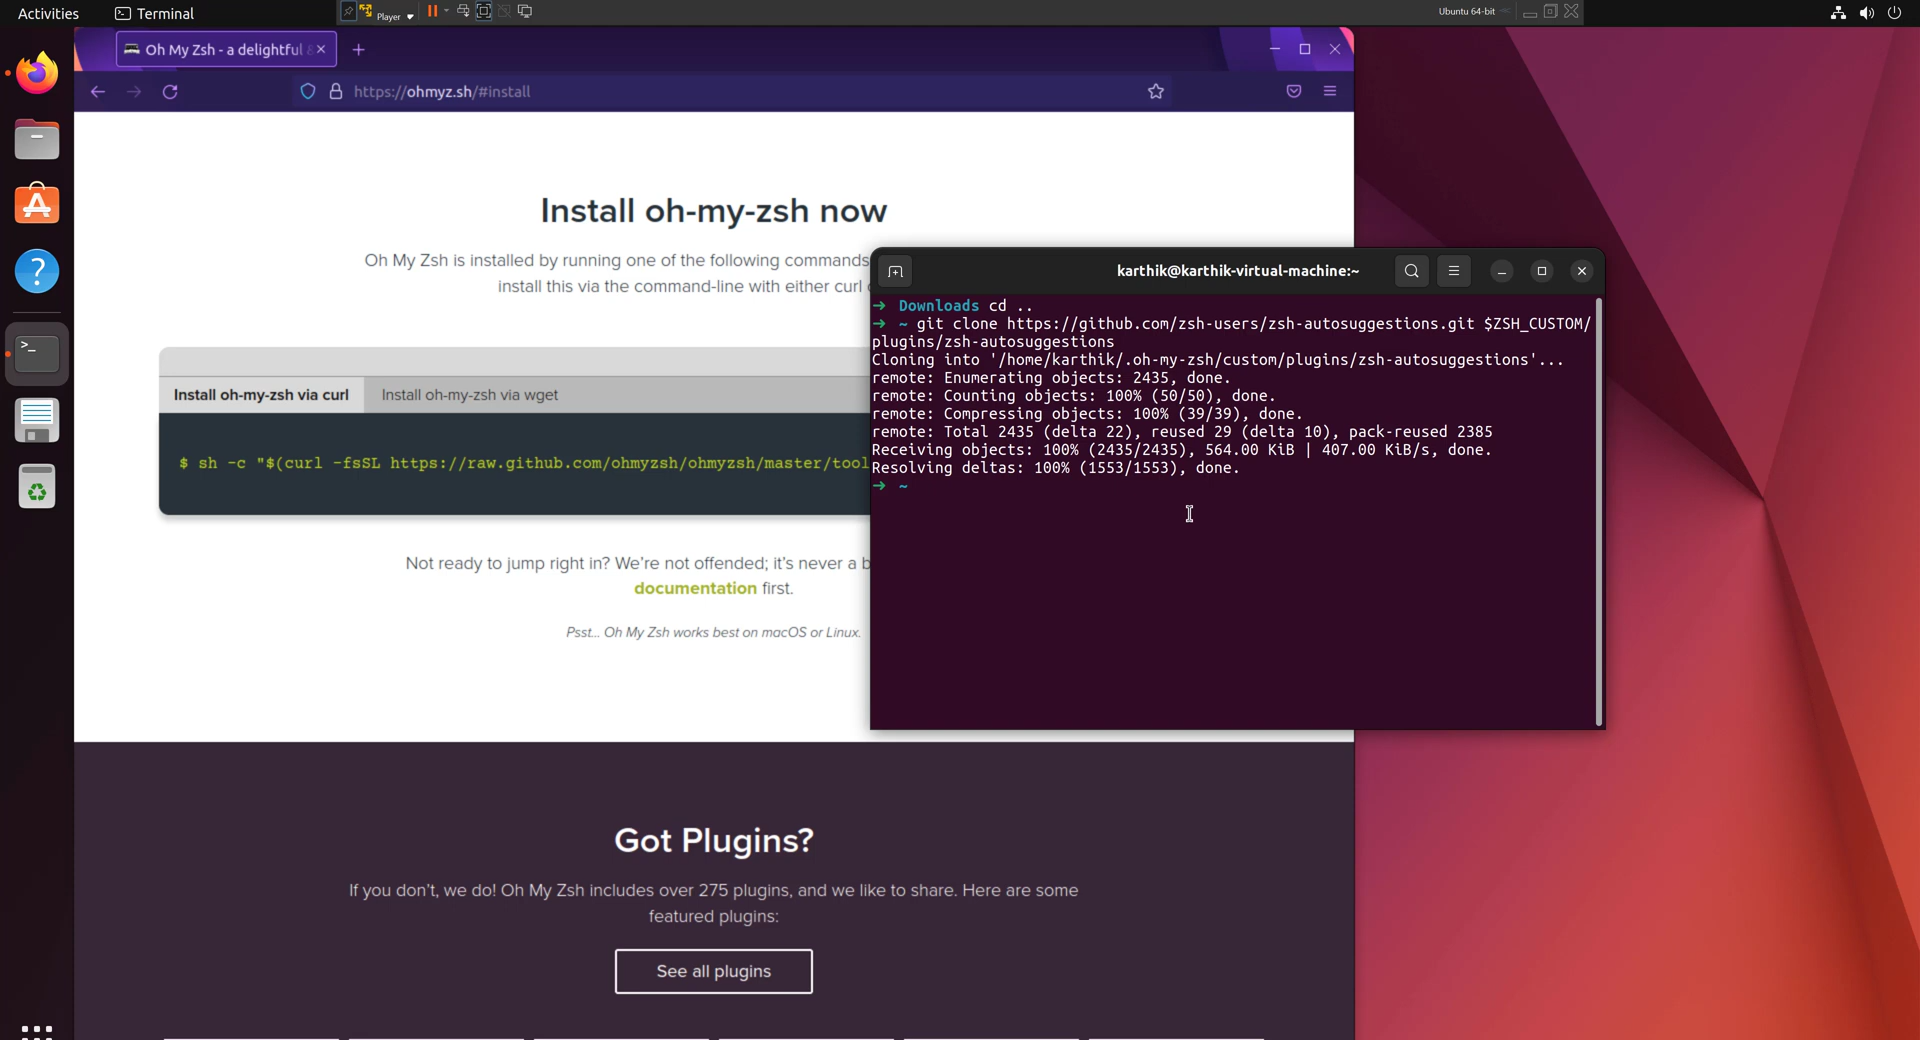 Activities
Terminal
Player
Ubuntu 64-bit
Oh My Zsh - a delightful
https://ohmyz.sh/#install
Install oh-my-zsh now
Oh My Zsh is installed by running one of the following commands
install this via the command-line with either curl
Install oh-my-zsh via curl
Install oh-my-zsh via wget
$ sh -c "$(curl -fsSL https://raw.github.com/ohmyzsh/ohmyzsh/master/tool
Not ready to jump right in? We're not offended; it's never a b
documentation first.
Psst... Oh My Zsh works best on macOS or Linux.
karthik@karthik-virtual-machine:~
→ Downloads cd ..
→ ~ git clone https://github.com/zsh-users/zsh-autosuggestions.git $ZSH_CUSTOM/
plugins/zsh-autosuggestions
Cloning into '/home/karthik/.oh-my-zsh/custom/plugins/zsh-autosuggestions'...
remote: Enumerating objects: 2435, done.
remote: Counting objects: 100% (50/50), done.
remote: Compressing objects: 100% (39/39), done.
remote: Total 2435 (delta 22), reused 29 (delta 10), pack-reused 2385
Receiving objects: 100% (2435/2435), 564.00 KiB | 407.00 KiB/s, done.
Resolving deltas: 100% (1553/1553), done.
→ ~
Got Plugins?
If you don't, we do! Oh My Zsh includes over 275 plugins, and we like to share. Here are some
featured plugins:
See all plugins